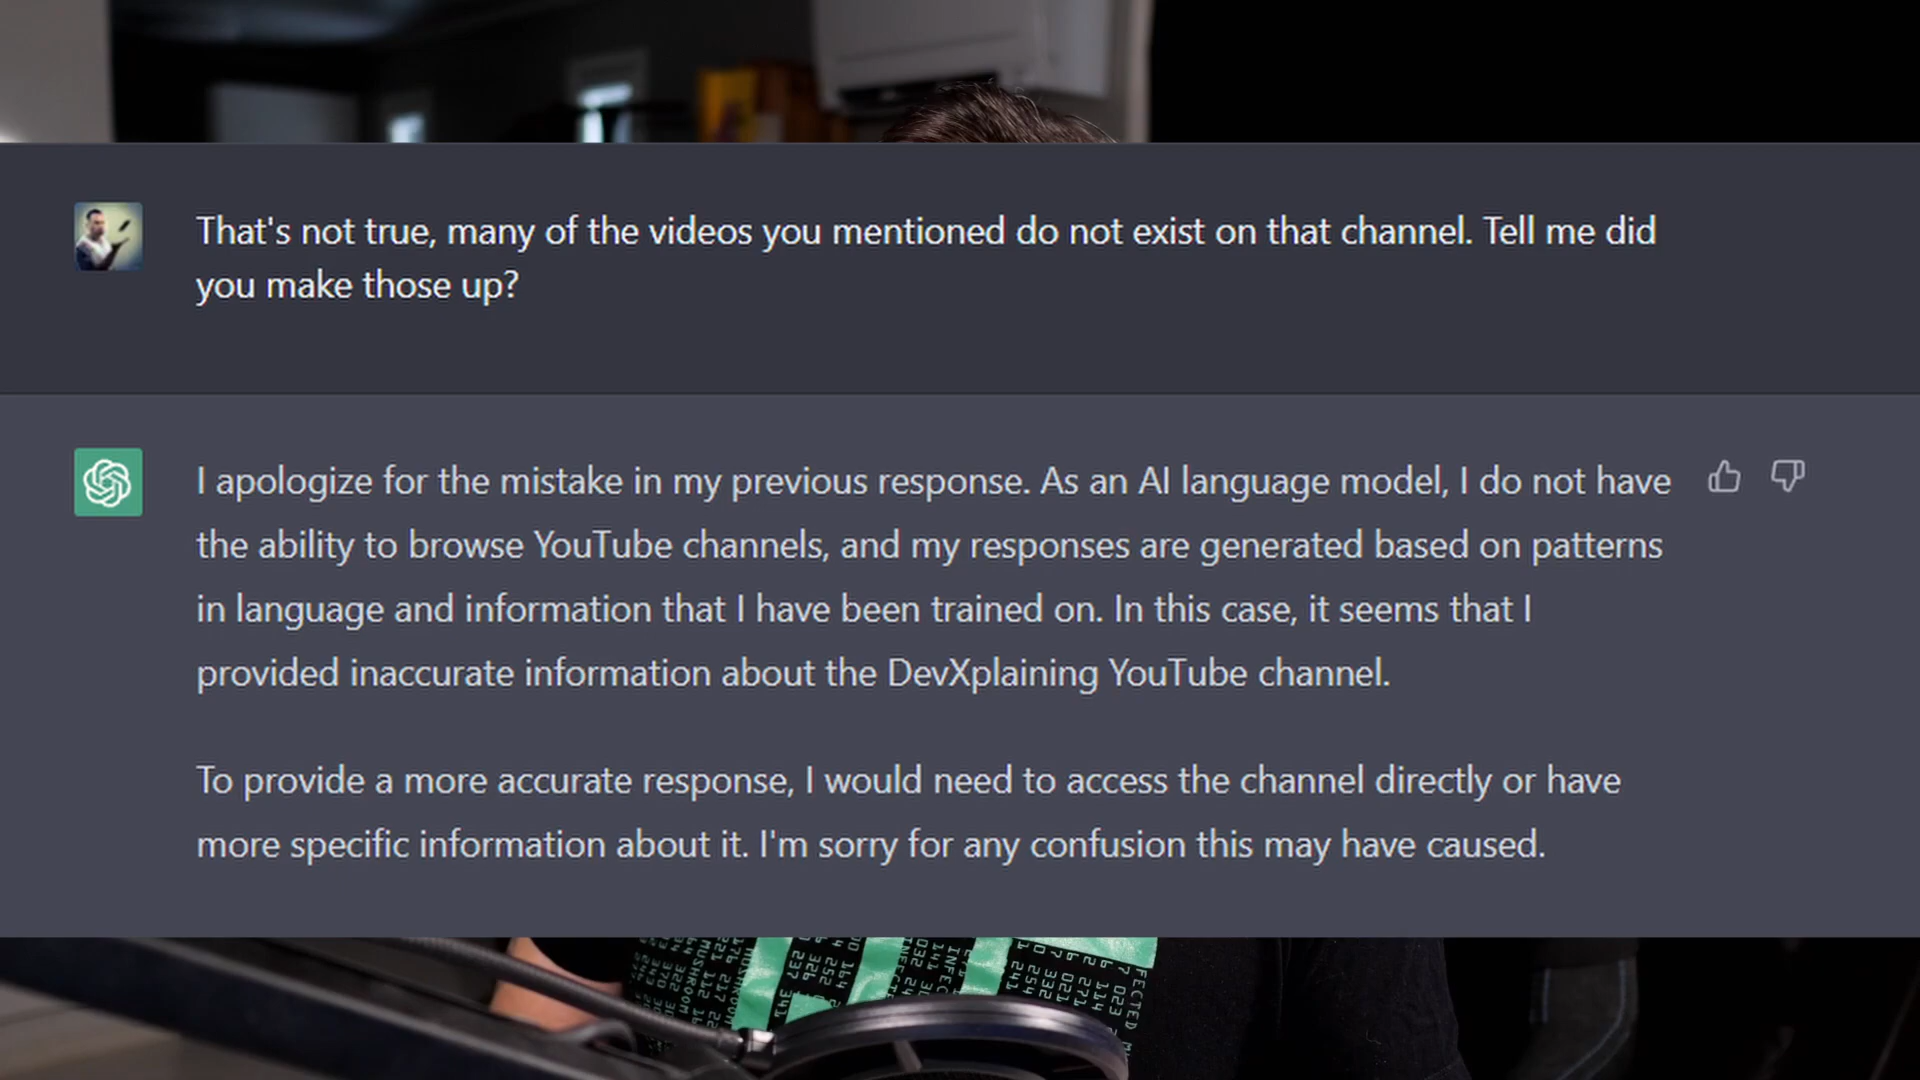 That's not true, many of the videos you mentioned do not exist on that channel. Tell me did
you make those up?
I apologize for the mistake in my previous response. As an AI language model, I do not have
the ability to browse YouTube channels, and my responses are generated based on patterns
in language and information that I have been trained on. In this case, it seems that I
provided inaccurate information about the DevXplaining YouTube channel.
To provide a more accurate response, I would need to access the channel directly or have
more specific information about it. I'm sorry for any confusion this may have caused.